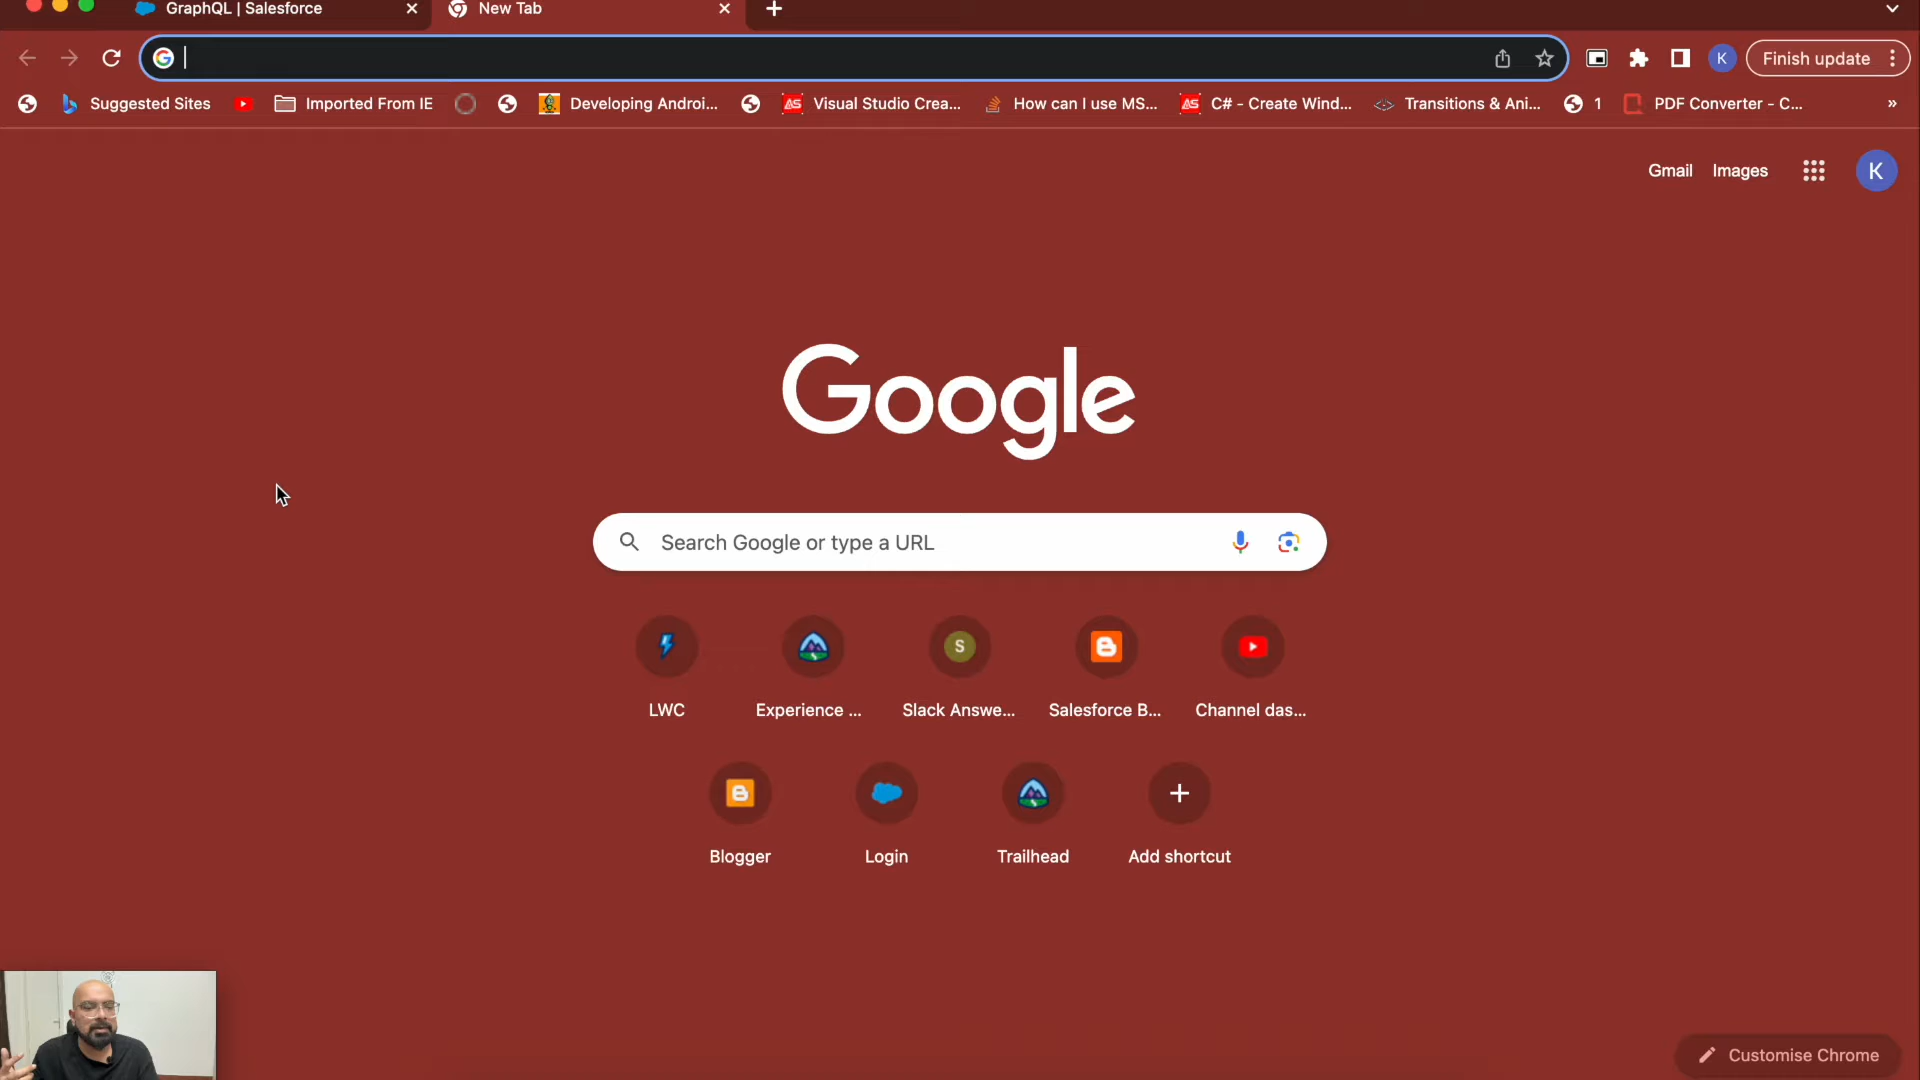 GraphQL | Salesforce
New Tab
Finish update
Suggested Sites
Imported From IE
Developing Androi...
Visual Studio Crea...
How can I use MS...
C# - Create Wind...
Transitions & Ani...
1
PDF Converter - C...
Gmail
Images
K
Google
Search Google or type a URL
LWC
Experience ...
Slack Answe...
Salesforce B...
Channel das...
Blogger
Login
Trailhead
Add shortcut
Customise Chrome